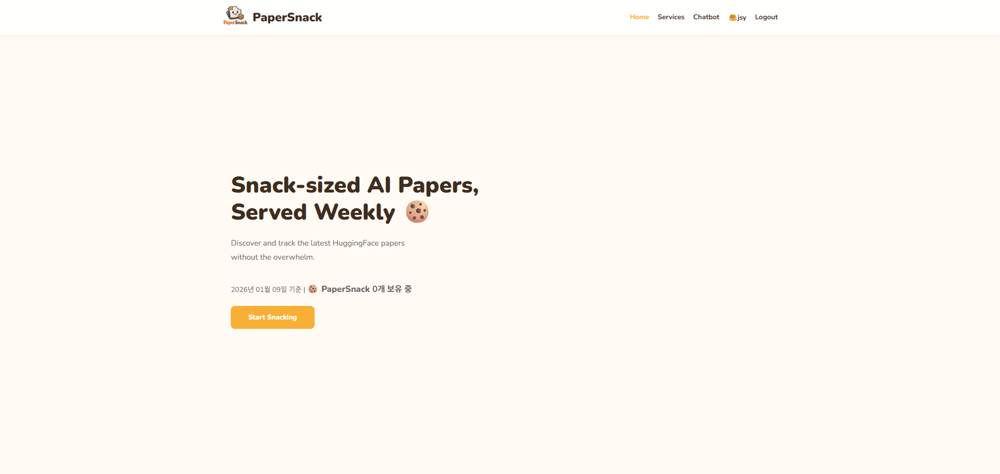 PaperSnack
PaperSnack
Home
Services
Chatbot
🤗jsy
Logout
Snack-sized AI Papers,
Served Weekly 🍪
Discover and track the latest HuggingFace papers
without the overwhelm.
2026년 01월 09일 기준 | 🍪 PaperSnack 0개 보유 중
Start Snacking